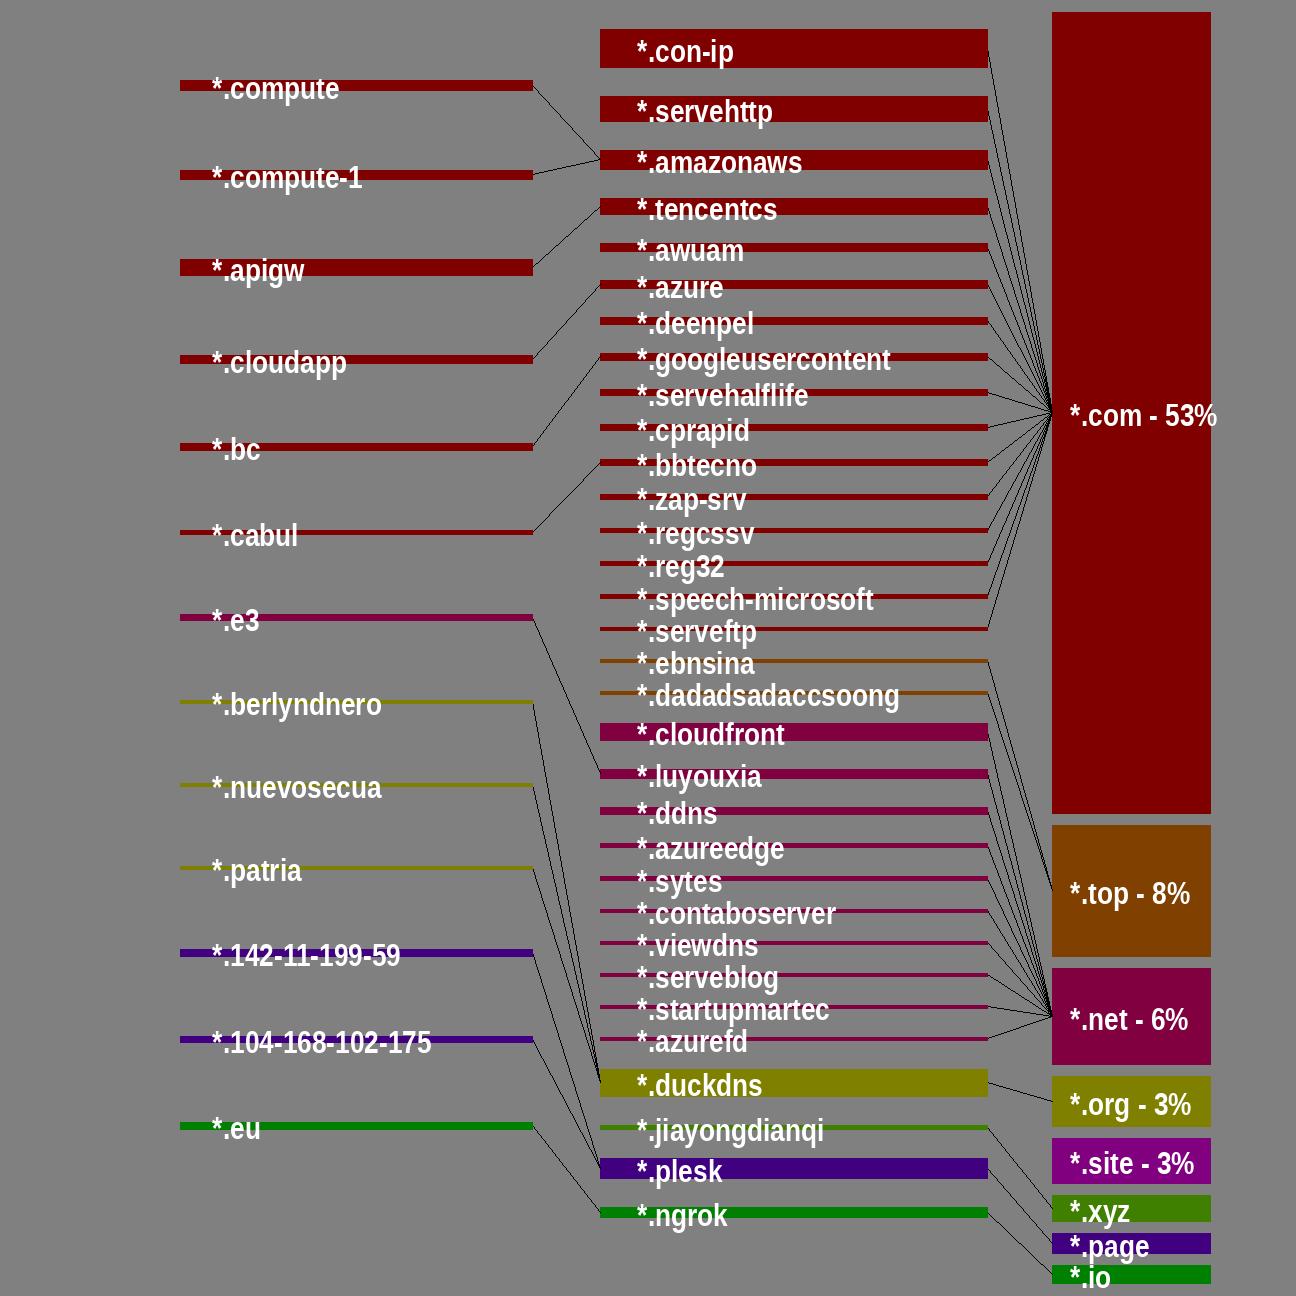 *.compute
*.compute-1
*.apigw
*.cloudapp
*.bc
*.cabul
*.e3
*.berlyndnero
*.nuevosecua
*.patria
*.142-11-199-59
*.104-168-102-175
*.eu
*.con-ip
*.servehttp
*.amazonaws
*.tencentcs
*.awuam
*.azure
*.deenpel
*.googleusercontent
*.servehalflife
*.cprapid
*.bbtecno
*.zap-srv
*.regcssv
*.reg32
*.speech-microsoft
*.serveftp
*.ebnsina
*.dadadsadaccsoong
*.cloudfront
*.luyouxia
*.ddns
*.azureedge
*.sytes
*.contaboserver
*.viewdns
*.serveblog
*.startupmartec
*.azurefd
*.duckdns
*.jiayongdianqi
*.plesk
*.ngrok
*.com - 53%
*.top - 8%
*.net - 6%
*.org - 3%
*.site - 3%
*.xyz
*.page
*.io